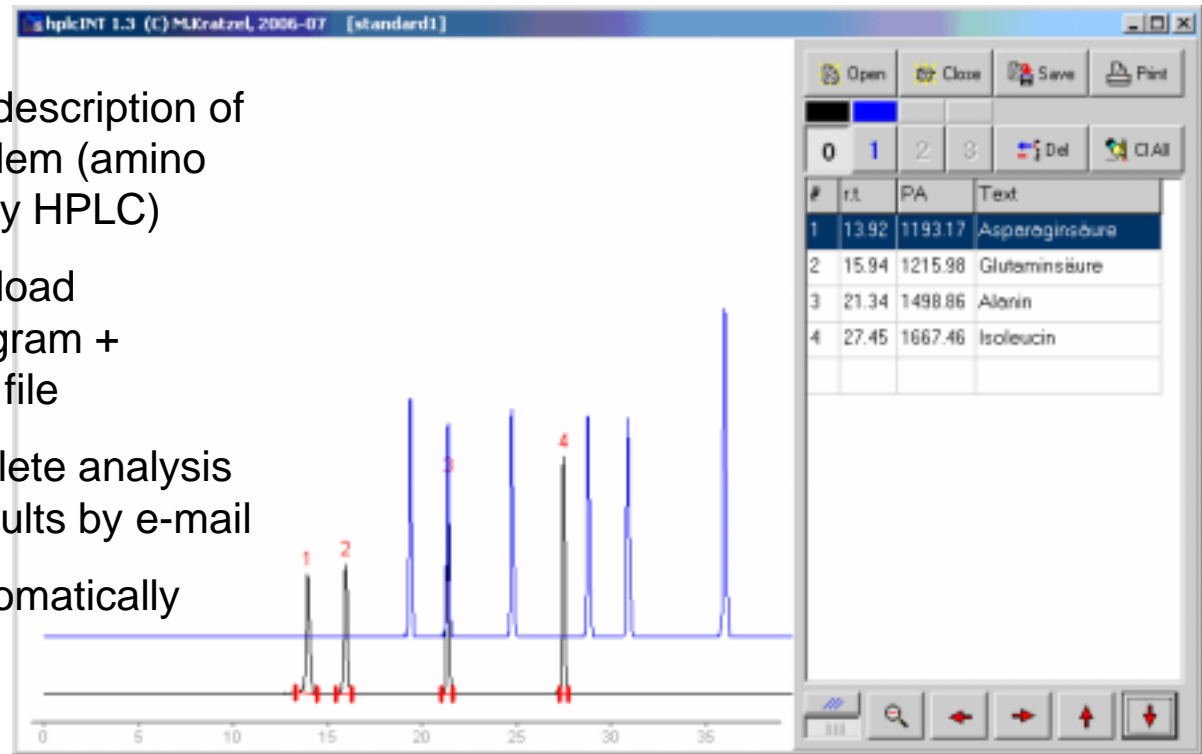 hplcINT 1.3 (C) M.Kratzel, 2006-07 [standard1]
description of
lem (amino
y HPLC)
load
gram +
file
lete analysis
ults by e-mail
omatically
Open Close Save Print
0 1 2 3 Del Cl All
# r.t. PA Text
1 13.92 1193.17 Asparaginsäure
2 15.94 1215.98 Glutaminsäure
3 21.34 1498.86 Alanin
4 27.45 1667.46 Isoleucin
1 2 3 4
0 5 10 15 20 25 30 35